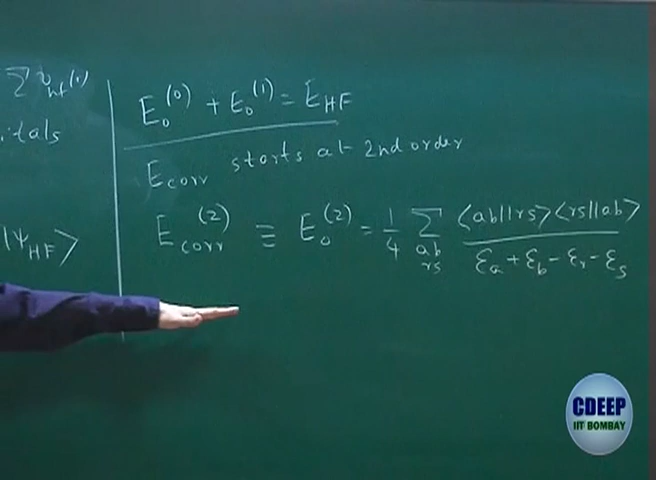 Σ v_hf(i)
E₀⁽⁰⁾ + E₀⁽¹⁾ = E_HF
E_corr starts at 2nd order
|Ψ_HF⟩
E_corr⁽²⁾ ≡ E₀⁽²⁾ = 1/4 Σ_{ab rs} ⟨ab||rs⟩⟨rs||ab⟩ / ε_a + ε_b − ε_r − ε_s
CDEEP
IIT BOMBAY